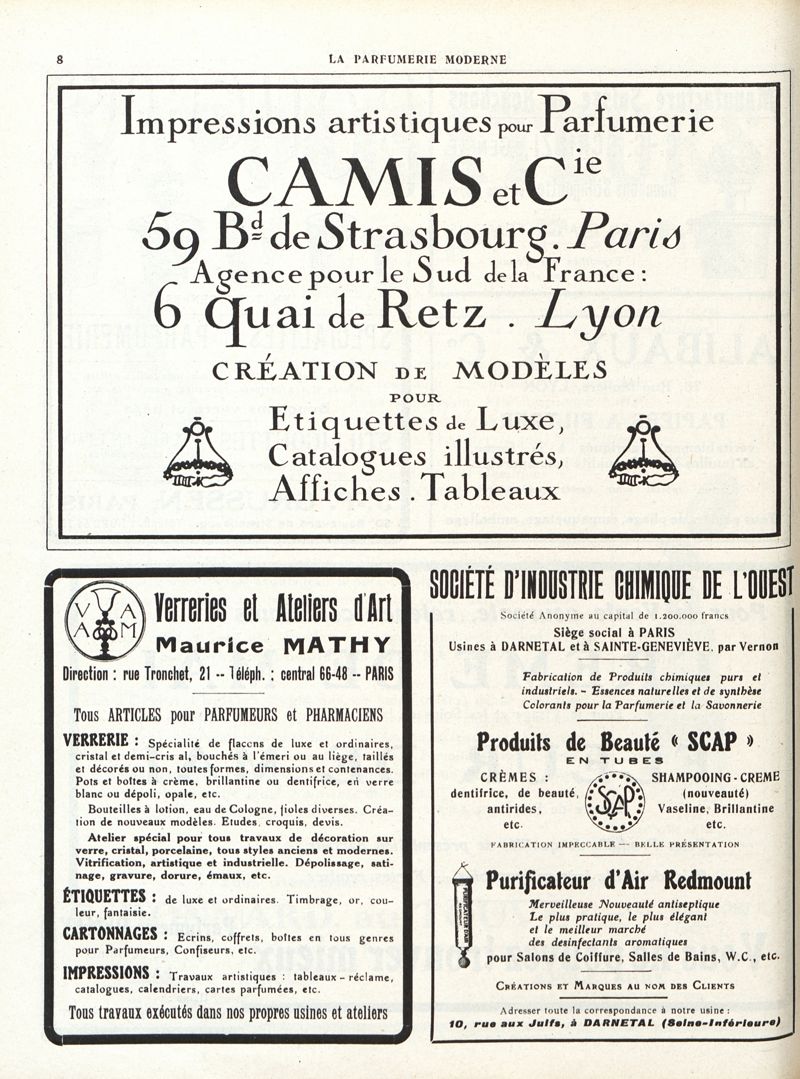 8
LA PARFUMERIE MODERNE
Impressions artistiques pour Parfumerie
CAMIS et Cie
59 Bd de Strasbourg. Paris
Agence pour le Sud de la France :
6 quai de Retz . Lyon
CRÉATION DE MODÈLES
POUR
Etiquettes de Luxe,
Catalogues illustrés,
Affiches . Tableaux
V A
A M
Verreries et Ateliers d'Art
Maurice MATHY
Direction : rue Tronchet, 21 -- Téléph. : central 66-48 -- PARIS
Tous ARTICLES pour PARFUMEURS et PHARMACIENS
VERRERIE : Spécialité de flacons de luxe et ordinaires,
cristal et demi-cris al, bouchés à l'émeri ou au liège, taillés
et décorés ou non, toutes formes, dimensions et contenances.
Pots et boîtes à crème, brillantine ou dentifrice, en verre
blanc ou dépoli, opale, etc.
Bouteilles à lotion, eau de Cologne, fioles diverses. Créa-
tion de nouveaux modèles. Etudes, croquis, devis.
Atelier spécial pour tous travaux de décoration sur
verre, cristal, porcelaine, tous styles anciens et modernes.
Vitrification, artistique et industrielle. Dépolissage, sati-
nage, gravure, dorure, émaux, etc.
ÉTIQUETTES : de luxe et ordinaires. Timbrage, or, cou-
leur, fantaisie.
CARTONNAGES : Ecrins, coffrets, boîtes en tous genres
pour Parfumeurs, Confiseurs, etc.
IMPRESSIONS : Travaux artistiques : tableaux-réclame,
catalogues, calendriers, cartes parfumées, etc.
Tous travaux exécutés dans nos propres usines et ateliers
SOCIÉTÉ D'INDUSTRIE CHIMIQUE DE L'OUEST
Société Anonyme au capital de 1.200.000 francs
Siège social à PARIS
Usines à DARNETAL et à SAINTE-GENEVIÈVE, par Vernon
Fabrication de Produits chimiques purs et
industriels. - Essences naturelles et de synthèse
Colorants pour la Parfumerie et la Savonnerie
Produits de Beauté « SCAP »
EN TUBES
CRÈMES :
dentifrice, de beauté,
antirides,
etc.
SCAP
SHAMPOOING-CREME
(nouveauté)
Vaseline, Brillantine
etc.
FABRICATION IMPECCABLE — BELLE PRÉSENTATION
PURIFICATEUR D'AIR
Purificateur d'Air Redmount
Merveilleuse Nouveauté antiseptique
Le plus pratique, le plus élégant
et le meilleur marché
des desinfectants aromatiques
pour Salons de Coiffure, Salles de Bains, W.C., etc.
CRÉATIONS ET MARQUES AU NOM DES CLIENTS
Adresser toute la correspondance à notre usine :
10, rue aux Juifs, à DARNETAL (Seine-Inférieure)